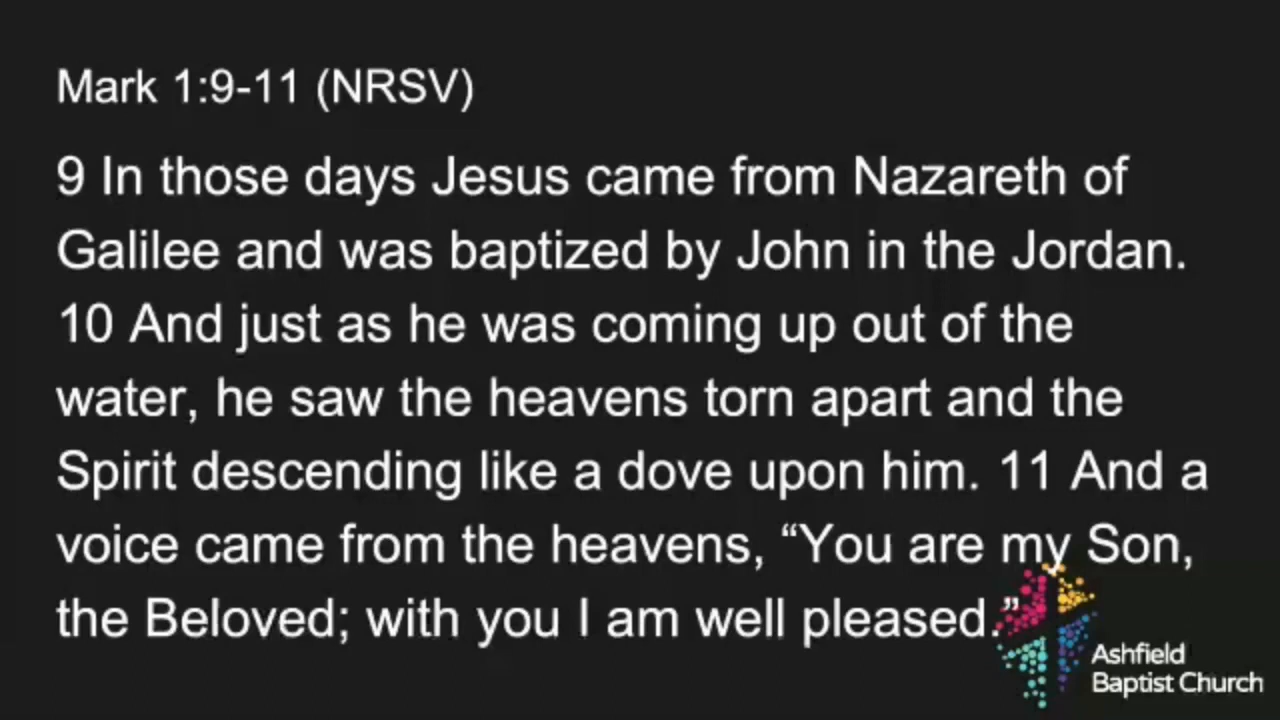 Mark 1:9-11 (NRSV)
9 In those days Jesus came from Nazareth of
Galilee and was baptized by John in the Jordan.
10 And just as he was coming up out of the
water, he saw the heavens torn apart and the
Spirit descending like a dove upon him. 11 And a
voice came from the heavens, “You are my Son,
the Beloved; with you I am well pleased.”
Ashfield
Baptist Church